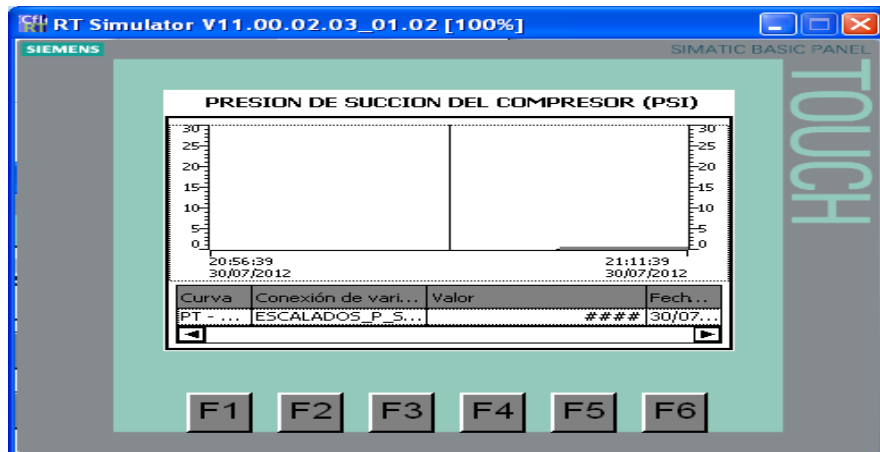 RT Simulator V11.00.02.03_01.02 [100%]
SIEMENS
SIMATIC BASIC PANEL
TOUCH
PRESION DE SUCCION DEL COMPRESOR (PSI)
30 30
25 25
20 20
15 15
10 10
5 5
0 0
20:56:39 21:11:39
30/07/2012 30/07/2012
Curva Conexión de vari... Valor Fech...
PT - ... ESCALADOS_P_S... #### 30/07...
F1 F2 F3 F4 F5 F6